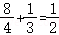 8/4 + 1/3 = 1/2